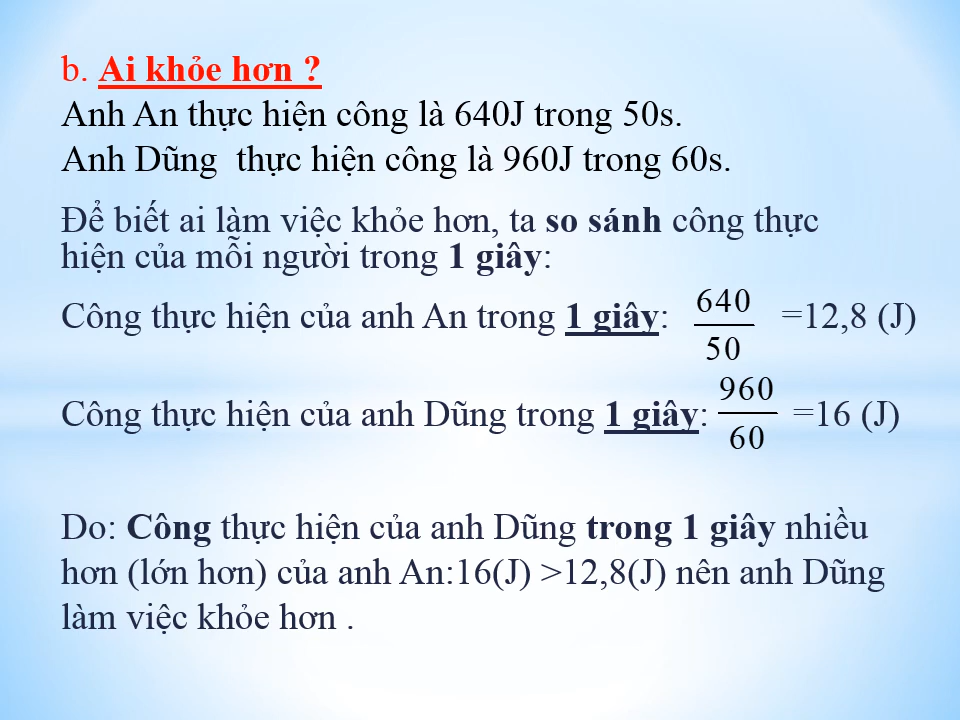 b. Ai khỏe hơn ?
Anh An thực hiện công là 640J trong 50s.
Anh Dũng  thực hiện công là 960J trong 60s.
Để biết ai làm việc khỏe hơn, ta so sánh công thực
hiện của mỗi người trong 1 giây:
Công thực hiện của anh An trong 1 giây: 640/50 =12,8 (J)
Công thực hiện của anh Dũng trong 1 giây: 960/60 =16 (J)
Do: Công thực hiện của anh Dũng trong 1 giây nhiều
hơn (lớn hơn) của anh An:16(J) >12,8(J) nên anh Dũng
làm việc khỏe hơn .